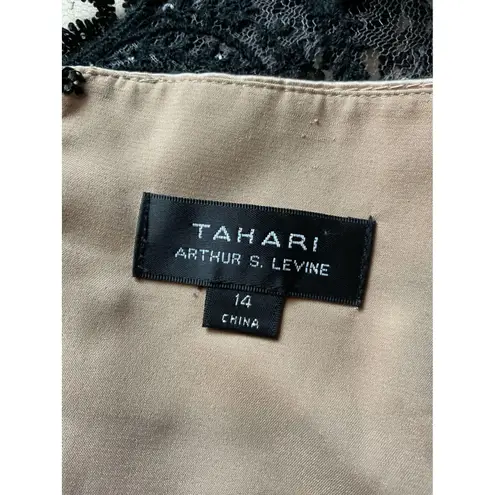 TAHARI
ARTHUR S. LEVINE
14
CHINA